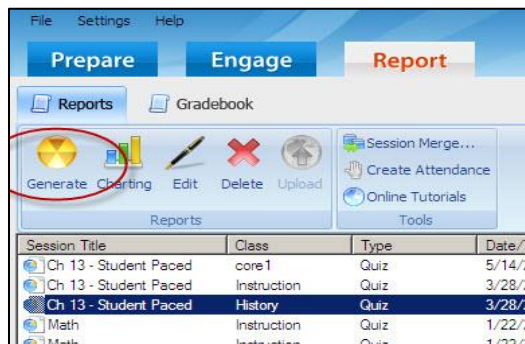 File Settings Help
Prepare Engage Report
Reports Gradebook
Generate Charting Edit Delete Upload
Session Merge...
Create Attendance
Online Tutorials
Reports Tools
Session Title Class Type Date/
Ch 13 - Student Paced core1 Quiz 5/14/
Ch 13 - Student Paced Instruction Quiz 3/28/
Ch 13 - Student Paced History Quiz 3/28/
Math Instruction Quiz 1/22/
Math Instruction Quiz 1/22/